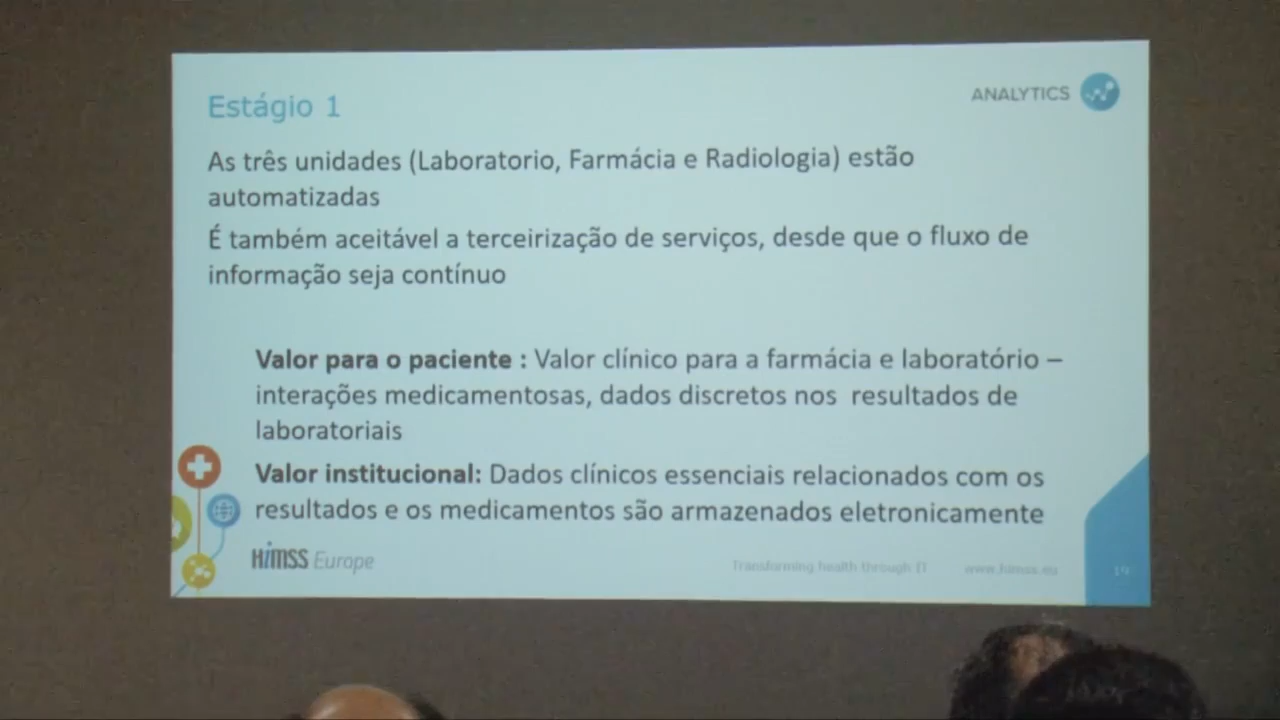 Estágio 1
ANALYTICS
As três unidades (Laboratorio, Farmácia e Radiologia) estão
automatizadas
É também aceitável a terceirização de serviços, desde que o fluxo de
informação seja contínuo
Valor para o paciente : Valor clínico para a farmácia e laboratório –
interações medicamentosas, dados discretos nos resultados de
laboratoriais
Valor institucional: Dados clínicos essenciais relacionados com os
resultados e os medicamentos são armazenados eletronicamente
HIMSS Europe
Transforming health through IT
www.himss.eu
19